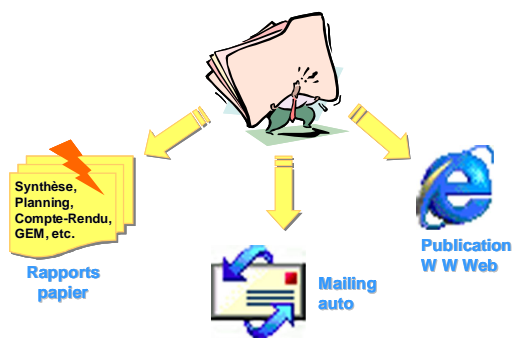 Synthèse,
Planning,
Compte-Rendu,
GEM, etc.
Rapports
papier
Mailing
auto
Publication
W W Web